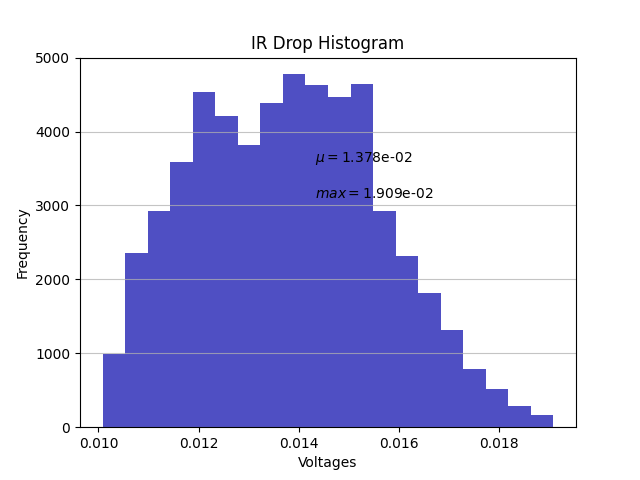 IR Drop Histogram
5000
4000
3000
2000
1000
0
Frequency
μ = 1.378e-02
max = 1.909e-02
0.010 0.012 0.014 0.016 0.018
Voltages